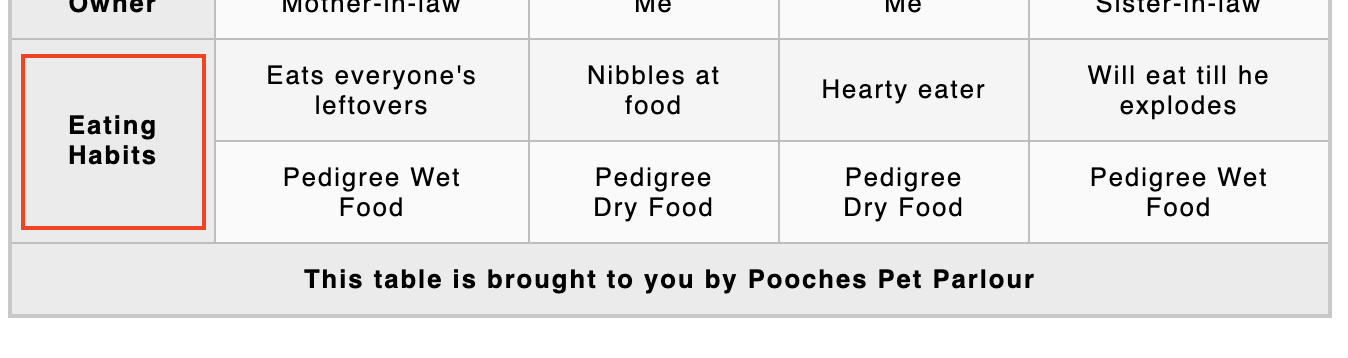 Owner
Mother-in-law
Me
Me
Sister-in-law
Eating
Habits
Eats everyone's
leftovers
Nibbles at
food
Hearty eater
Will eat till he
explodes
Pedigree Wet
Food
Pedigree
Dry Food
Pedigree
Dry Food
Pedigree Wet
Food
This table is brought to you by Pooches Pet Parlour